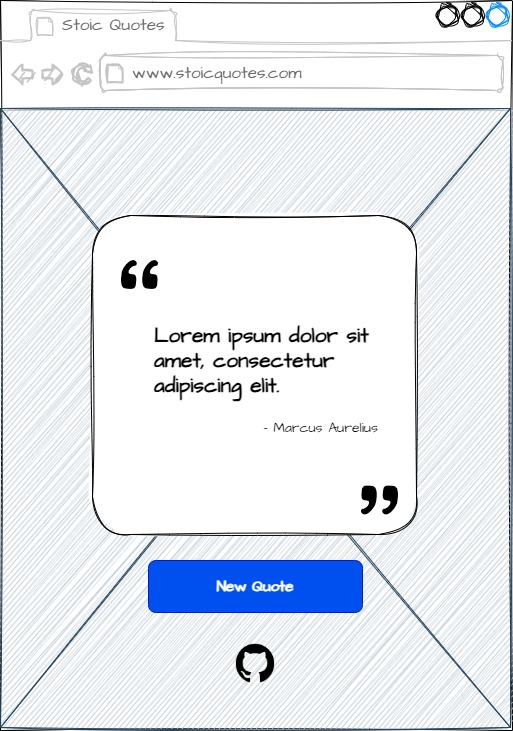 Stoic Quotes
www.stoicquotes.com
“
Lorem ipsum dolor sit
amet, consectetur
adipiscing elit.
- Marcus Aurelius
”
New Quote